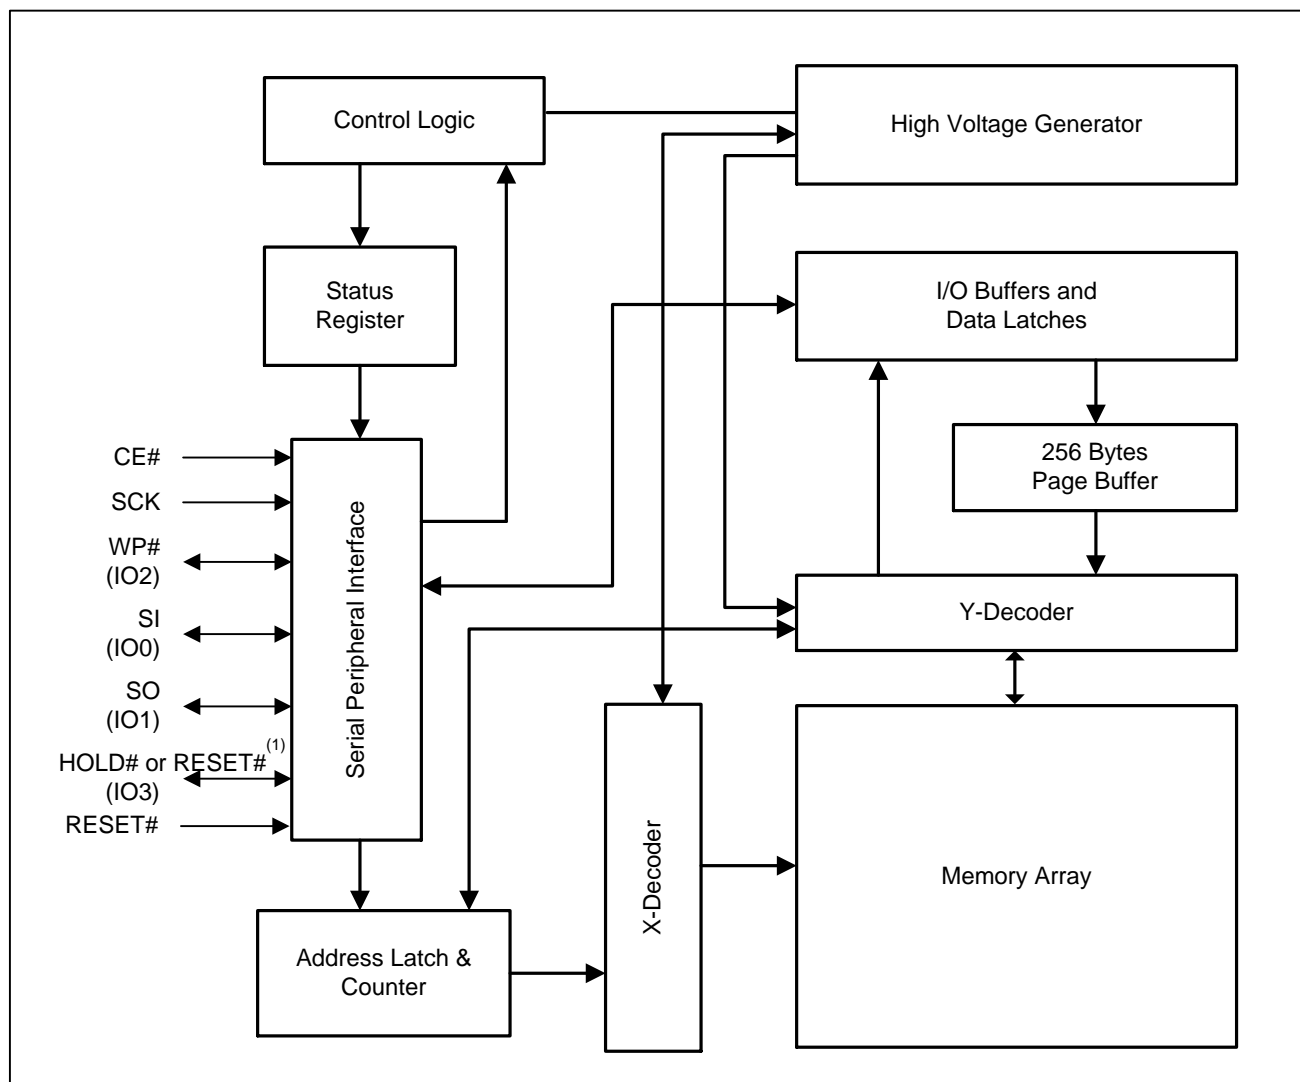 Control Logic
High Voltage Generator
Status
Register
I/O Buffers and
Data Latches
256 Bytes
Page Buffer
CE#
SCK
WP#
(IO2)
SI
(IO0)
SO
(IO1)
HOLD# or RESET#(1)
(IO3)
RESET#
Serial Peripheral Interface
Y-Decoder
X-Decoder
Memory Array
Address Latch &
Counter